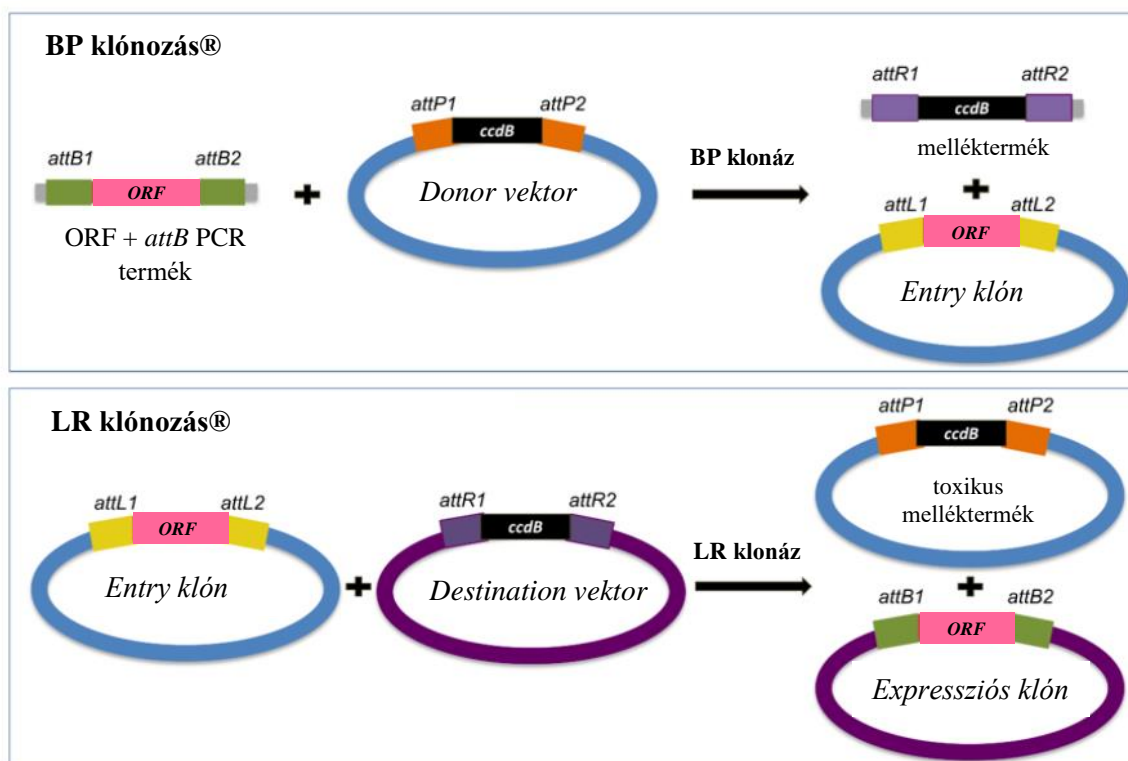 BP klónozás®
attB1 attB2
ORF
ORF + attB PCR
termék
attP1 attP2
ccdB
Donor vektor
BP klonáz
attR1 attR2
ccdB
melléktermék
attL1 attL2
ORF
Entry klón
LR klónozás®
attL1 attL2
ORF
Entry klón
attR1 attR2
ccdB
Destination vektor
LR klonáz
attP1 attP2
ccdB
toxikus
melléktermék
attB1 attB2
ORF
Expressziós klón